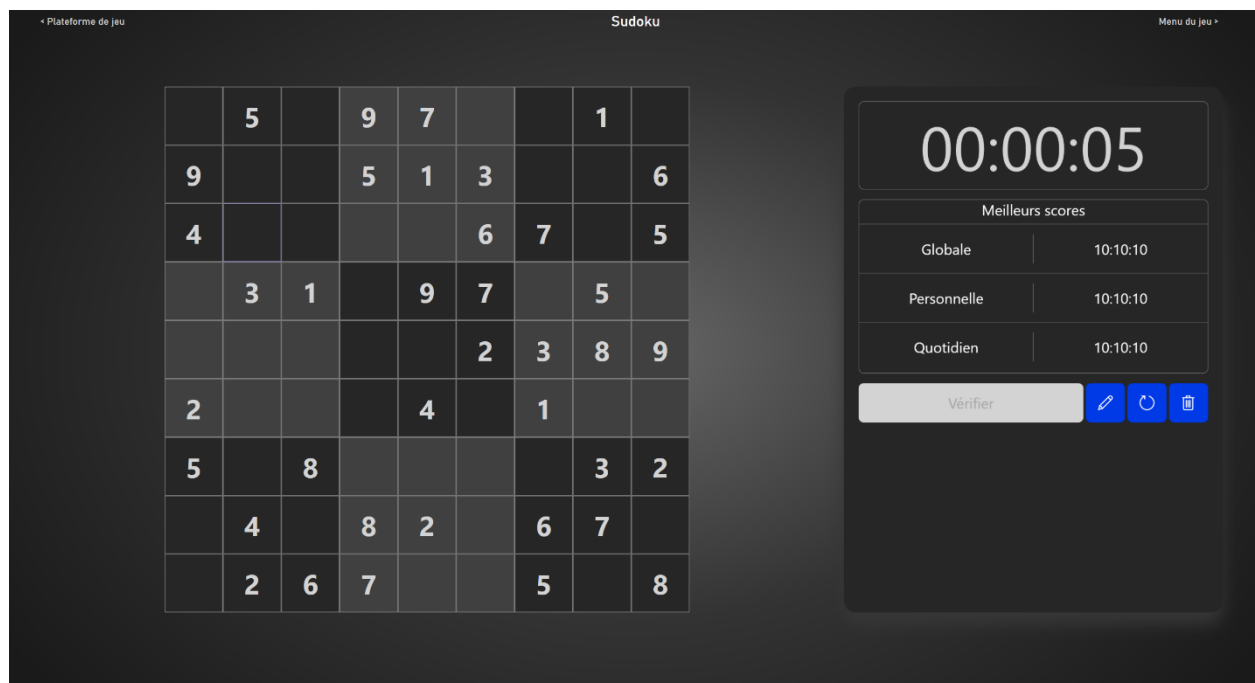 < Plateforme de jeu Sudoku Menu du jeu >
5 9 7 1
9 5 1 3 6
4 6 7 5
3 1 9 7 5
2 3 8 9
2 4 1
5 8 3 2
4 8 2 6 7
2 6 7 5 8
00:00:05
Meilleurs scores
Globale 10:10:10
Personnelle 10:10:10
Quotidien 10:10:10
Vérifier